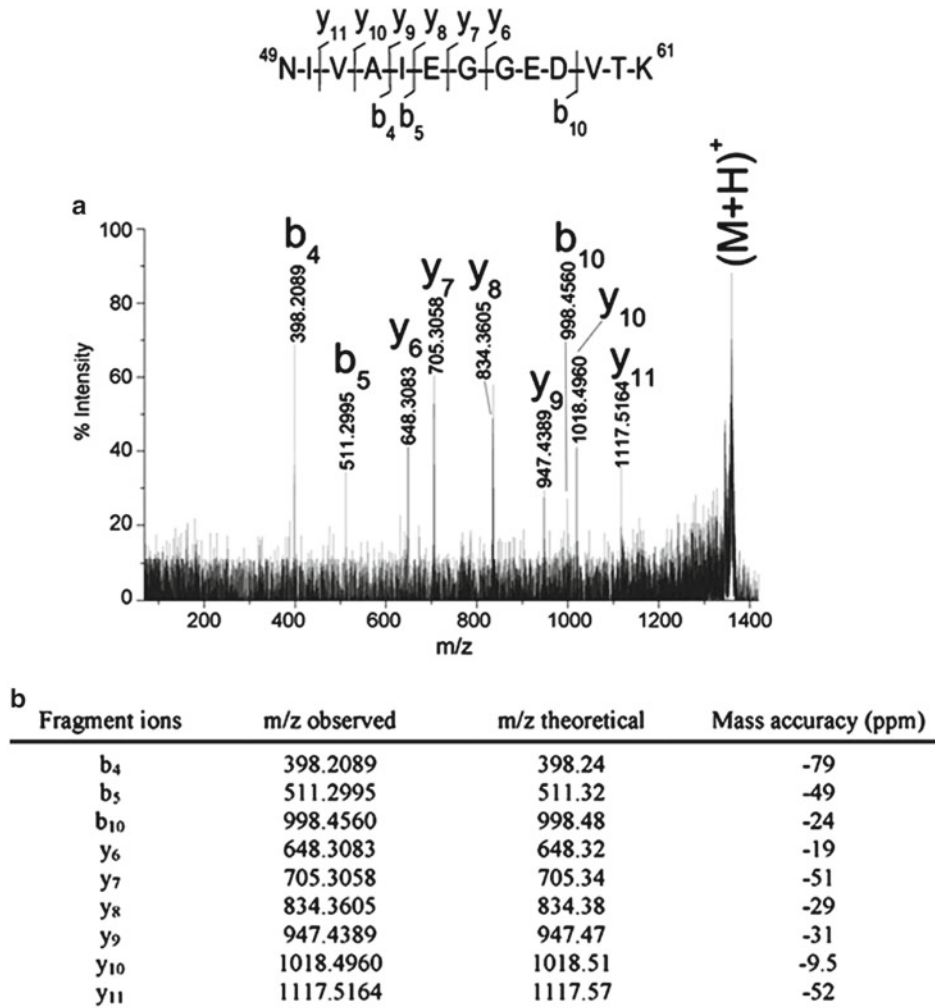 y11 y10 y9 y8 y7 y6
49N-I-V-A-I-E-G-G-E-D-V-T-K61
b4 b5 b10
a
(M+H)+
100
80
60
40
20
0
% Intensity
b4
398.2089
b5
511.2995
y6
648.3083
y7
705.3058
y8
834.3605
y9
947.4389
b10
998.4560
y10
1018.4960
y11
1117.5164
200 400 600 800 1000 1200 1400
m/z
b
Fragment ions m/z observed m/z theoretical Mass accuracy (ppm)
b4 398.2089 398.24 -79
b5 511.2995 511.32 -49
b10 998.4560 998.48 -24
y6 648.3083 648.32 -19
y7 705.3058 705.34 -51
y8 834.3605 834.38 -29
y9 947.4389 947.47 -31
y10 1018.4960 1018.51 -9.5
y11 1117.5164 1117.57 -52